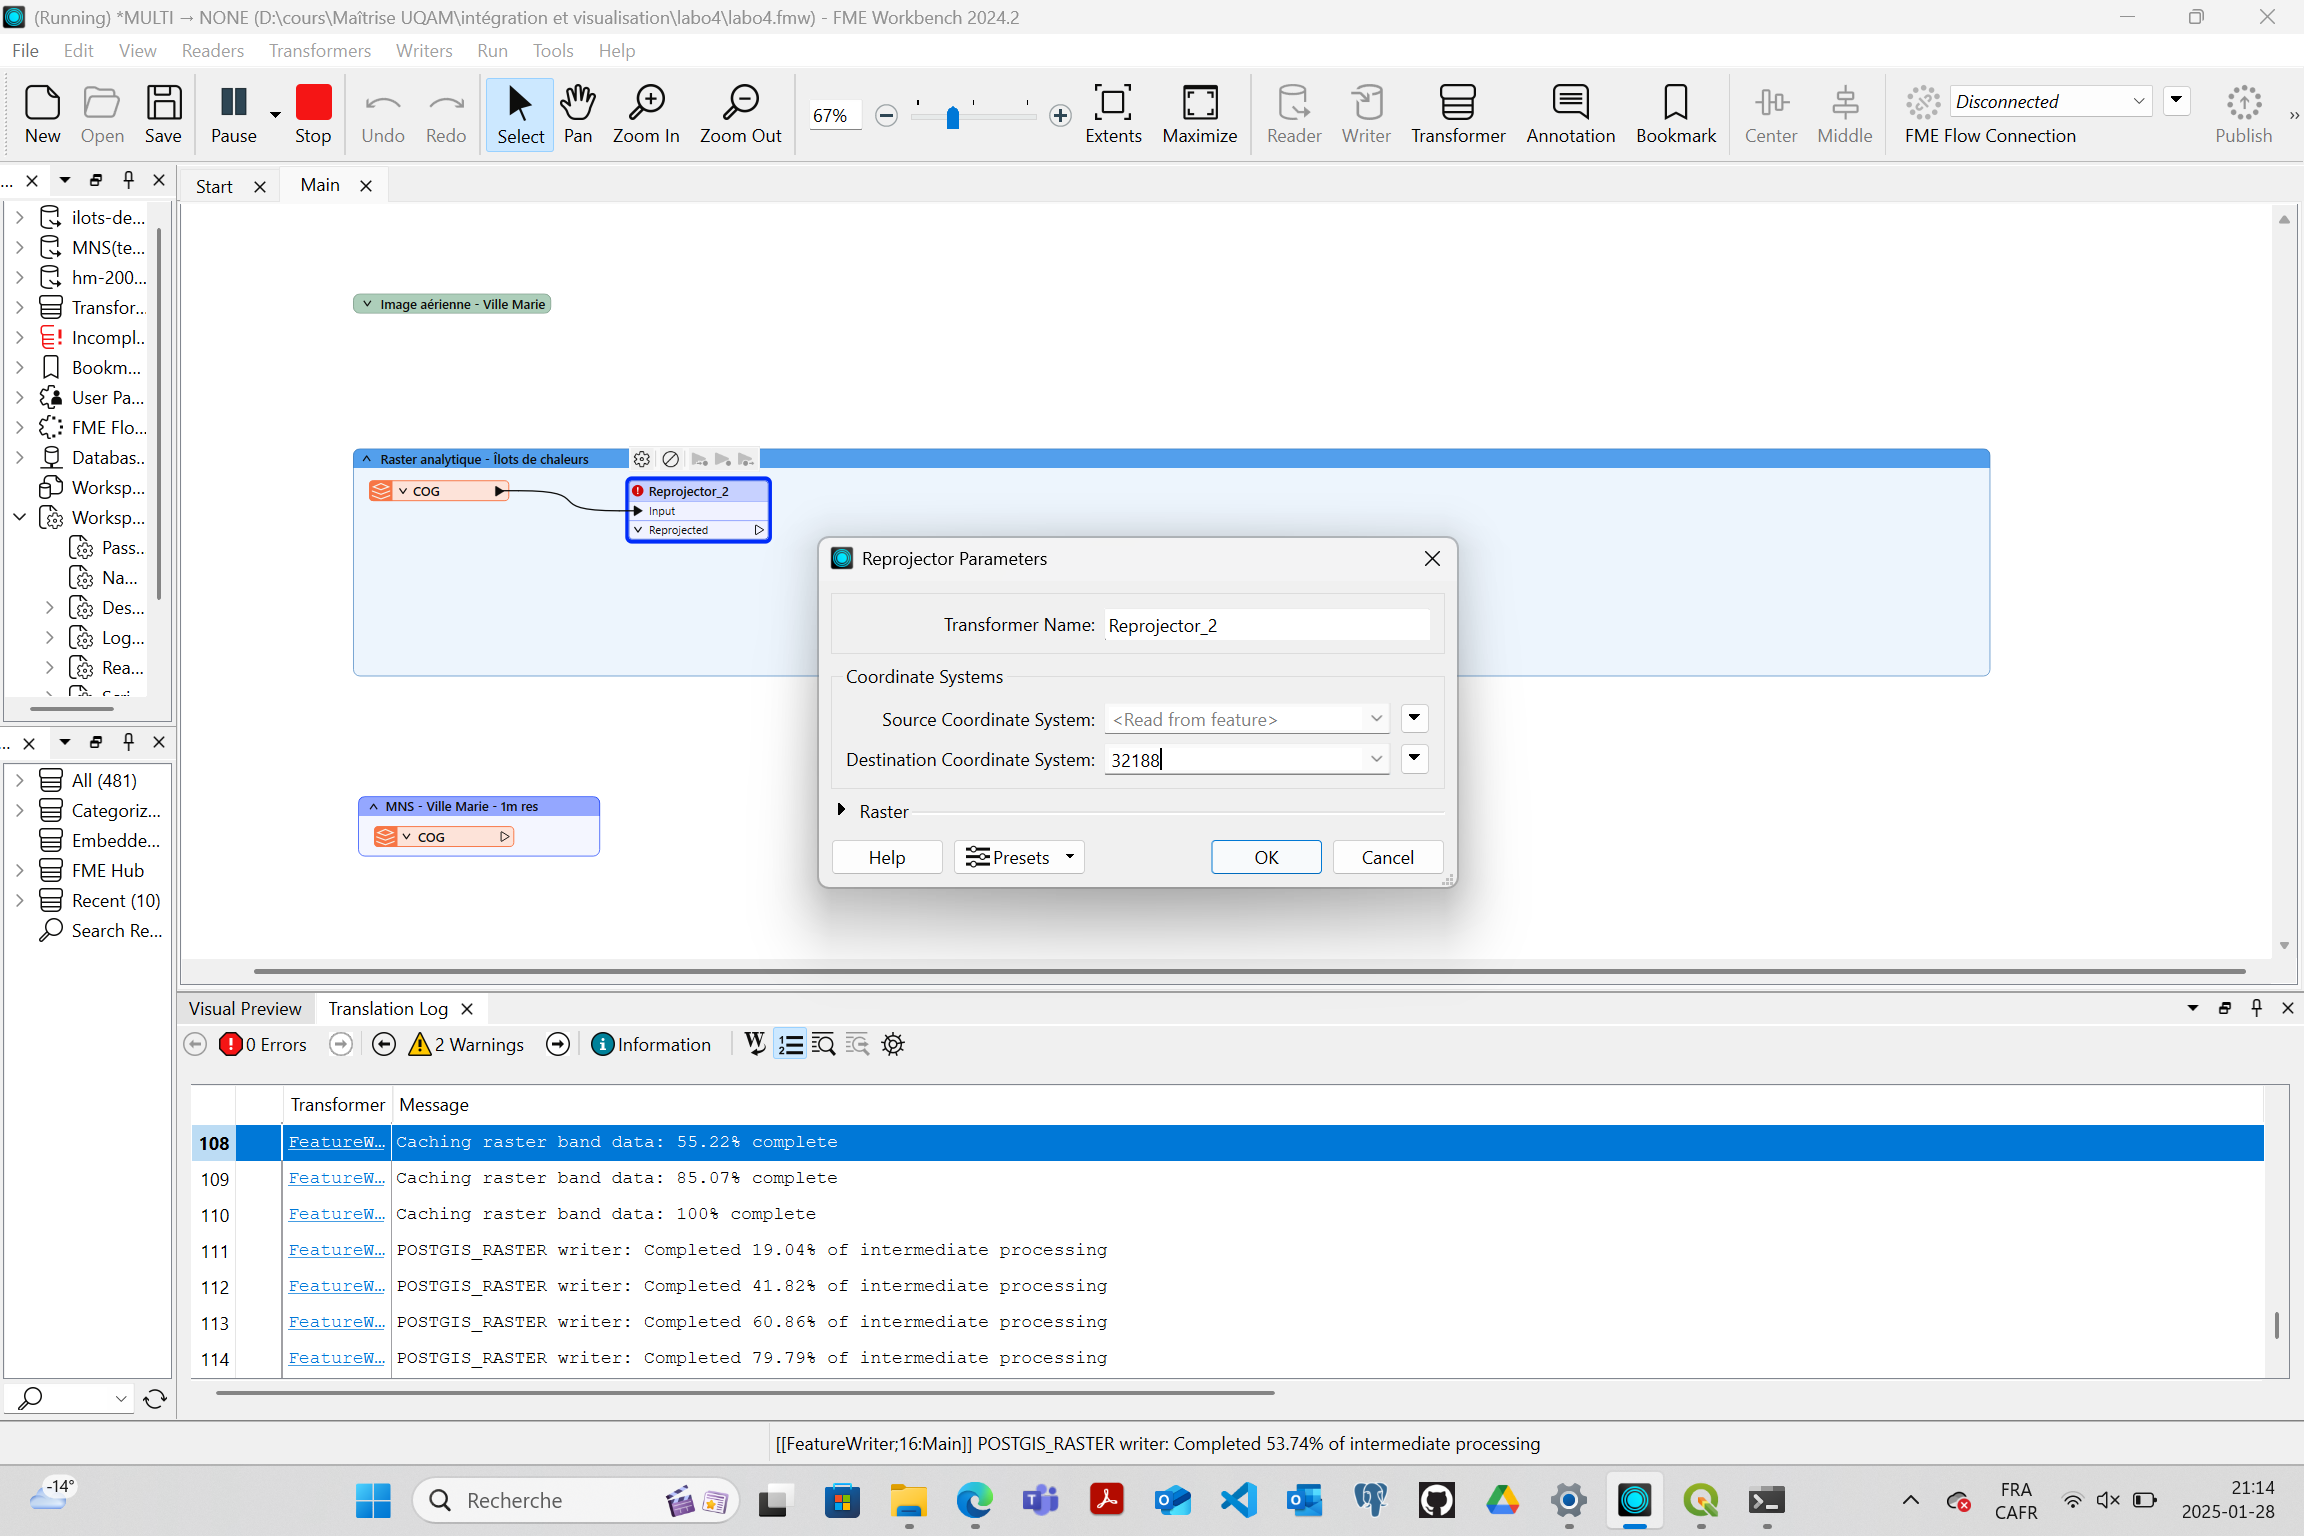 (Running) *MULTI → NONE (D:\cours\Maîtrise UQAM\intégration et visualisation\labo4\labo4.fmw) - FME Workbench 2024.2
File Edit View Readers Transformers Writers Run Tools Help
New Open Save Pause Stop Undo Redo Select Pan Zoom In Zoom Out 67% Extents Maximize Reader Writer Transformer Annotation Bookmark Center Middle Disconnected FME Flow Connection Publish »
...
Start Main
ilots-de...
MNS(te...
hm-200...
Transfor...
Incompl..
Bookm...
User Pa...
FME Flo...
Databas..
Worksp...
Worksp...
Pass..
Na...
Des...
Log...
Rea...
Image aérienne - Ville Marie
Raster analytique - Îlots de chaleurs
COG
Reprojector_2
Input
Reprojected
MNS - Ville Marie - 1m res
COG
Reprojector Parameters
Transformer Name: Reprojector_2
Coordinate Systems
Source Coordinate System: <Read from feature>
Destination Coordinate System: 32188
Raster
Help Presets OK Cancel
...
All (481)
Categoriz...
Embedde...
FME Hub
Recent (10)
Search Re...
Visual Preview Translation Log
0 Errors 2 Warnings Information
Transformer Message
108 FeatureW... Caching raster band data: 55.22% complete
109 FeatureW... Caching raster band data: 85.07% complete
110 FeatureW... Caching raster band data: 100% complete
111 FeatureW... POSTGIS_RASTER writer: Completed 19.04% of intermediate processing
112 FeatureW... POSTGIS_RASTER writer: Completed 41.82% of intermediate processing
113 FeatureW... POSTGIS_RASTER writer: Completed 60.86% of intermediate processing
114 FeatureW... POSTGIS_RASTER writer: Completed 79.79% of intermediate processing
[[FeatureWriter;16:Main]] POSTGIS_RASTER writer: Completed 53.74% of intermediate processing
-14°
Recherche
FRA
CAFR
21:14
2025-01-28